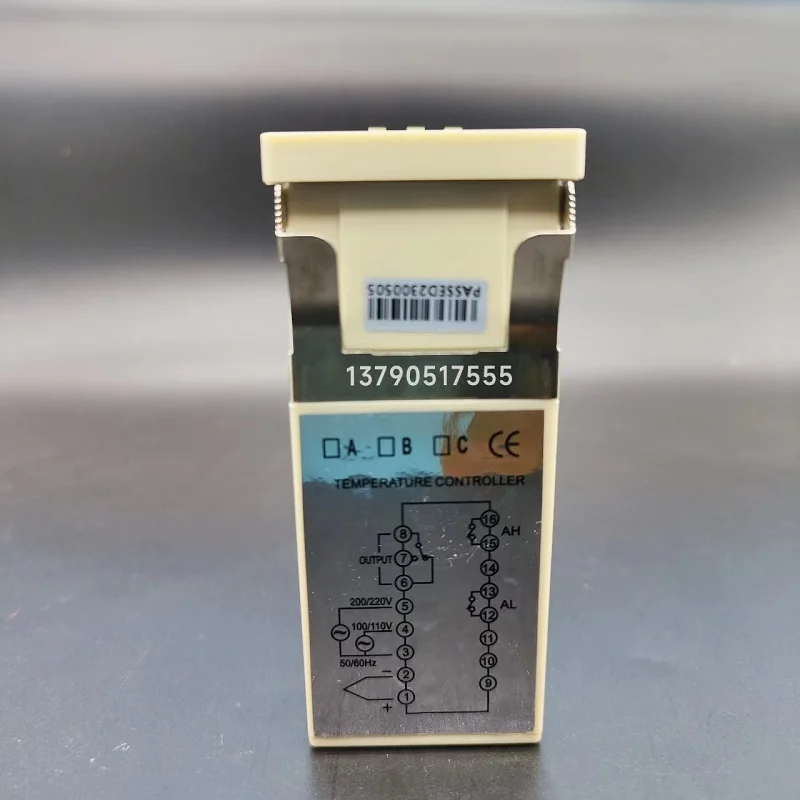 PASSED2300505
13790517555
A B C CE
TEMPERATURE CONTROLLER
16
AH
8
15
OUTPUT
7
14
6
13
200/220V
5
AL
12
100/110V
4
11
3
50/60Hz
10
2
−
9
1
+